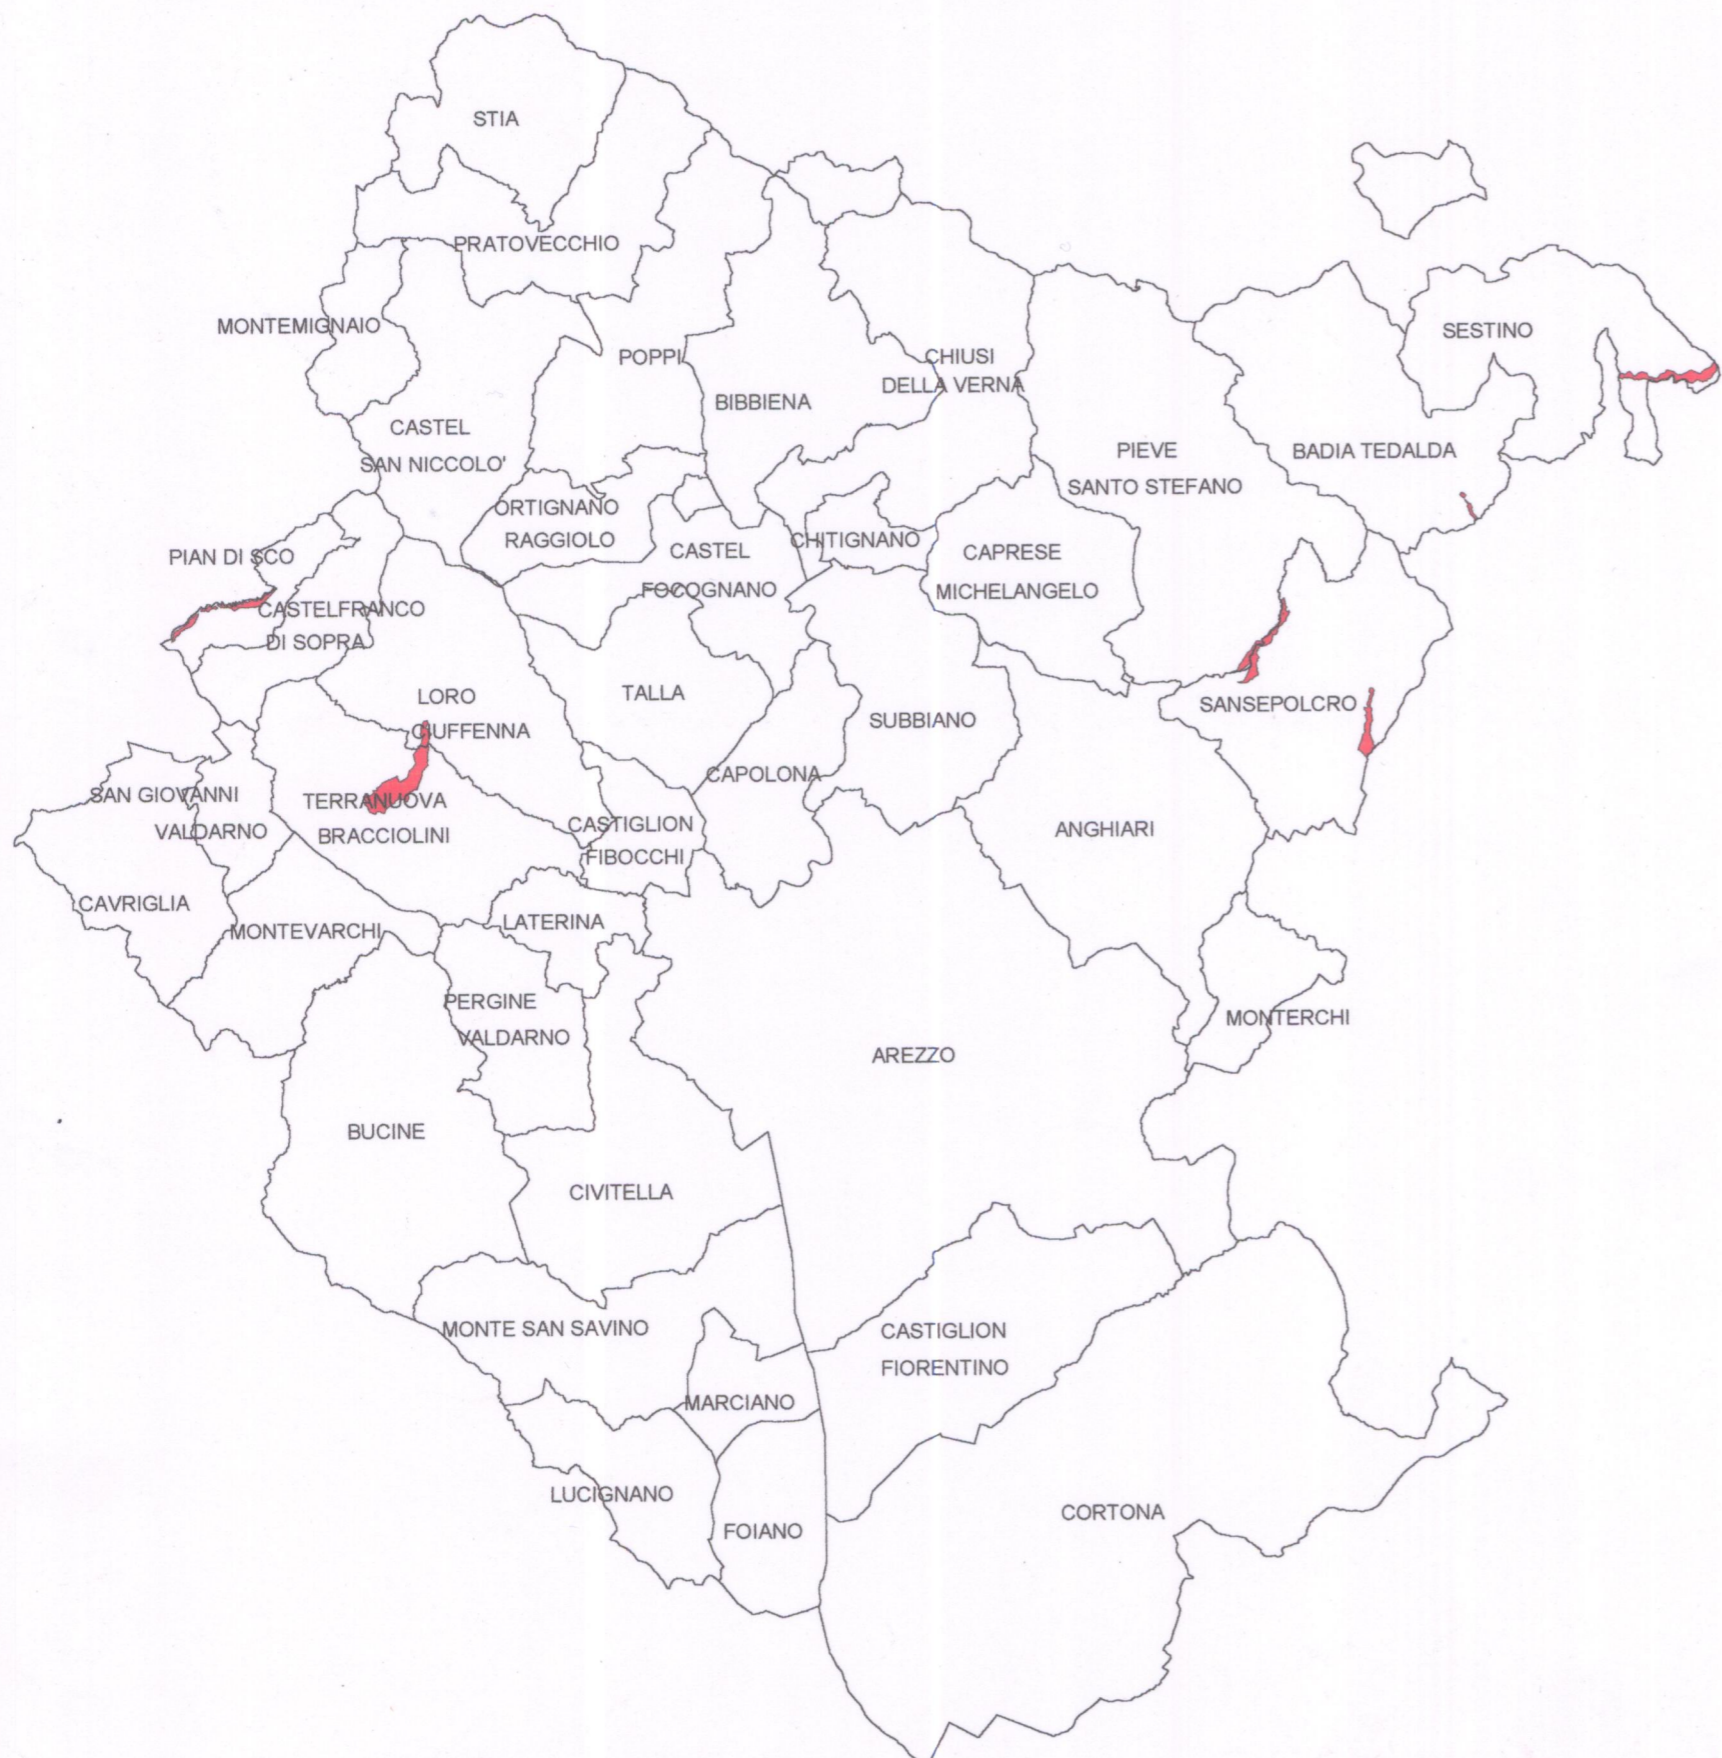 STIA
PRATOVECCHIO
MONTEMIGNAIO
SESTINO
POPPI
CHIUSI
DELLA VERNA
BIBBIENA
CASTEL
SAN NICCOLO'
PIEVE
SANTO STEFANO
BADIA TEDALDA
ORTIGNANO
RAGGIOLO
CASTEL
FOCOGNANO
CHITIGNANO
CAPRESE
MICHELANGELO
PIAN DI SCO
CASTELFRANCO
DI SOPRA
LORO
CIUFFENNA
TALLA
SUBBIANO
SANSEPOLCRO
CAPOLONA
SAN GIOVANNI
VALDARNO
TERRANUOVA
BRACCIOLINI
CASTIGLION
FIBOCCHI
ANGHIARI
CAVRIGLIA
MONTEVARCHI
LATERINA
PERGINE
VALDARNO
MONTERCHI
AREZZO
BUCINE
CIVITELLA
MONTE SAN SAVINO
CASTIGLION
FIORENTINO
MARCIANO
LUCIGNANO
FOIANO
CORTONA